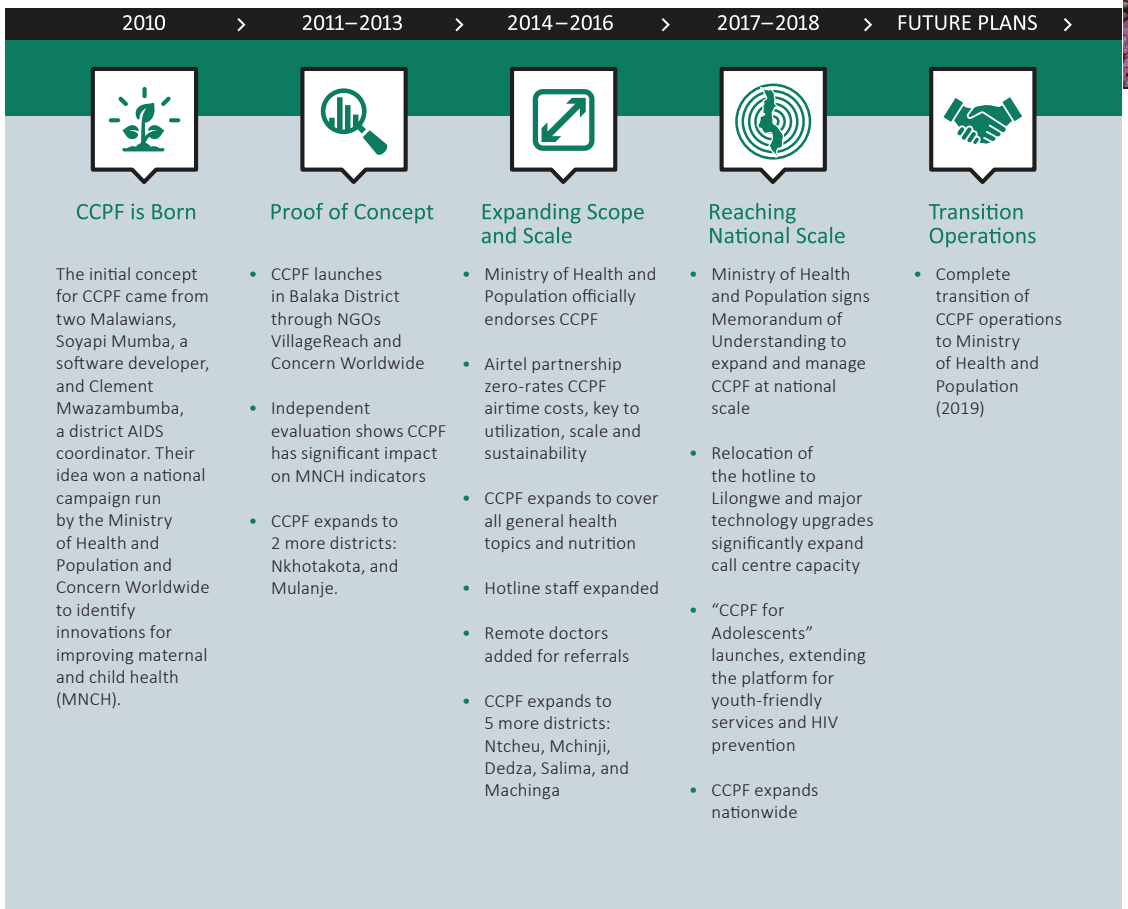 2010 > 2011–2013 > 2014–2016 > 2017–2018 > FUTURE PLANS >
CCPF is Born
The initial concept
for CCPF came from
two Malawians,
Soyapi Mumba, a
software developer,
and Clement
Mwazambumba,
a district AIDS
coordinator. Their
idea won a national
campaign run
by the Ministry
of Health and
Population and
Concern Worldwide
to identify
innovations for
improving maternal
and child health
(MNCH).
Proof of Concept
• CCPF launches
in Balaka District
through NGOs
VillageReach and
Concern Worldwide
• Independent
evaluation shows CCPF
has significant impact
on MNCH indicators
• CCPF expands to
2 more districts:
Nkhotakota, and
Mulanje.
Expanding Scope
and Scale
• Ministry of Health and
Population officially
endorses CCPF
• Airtel partnership
zero-rates CCPF
airtime costs, key to
utilization, scale and
sustainability
• CCPF expands to cover
all general health
topics and nutrition
• Hotline staff expanded
• Remote doctors
added for referrals
• CCPF expands to
5 more districts:
Ntcheu, Mchinji,
Dedza, Salima, and
Machinga
Reaching
National Scale
• Ministry of Health
and Population signs
Memorandum of
Understanding to
expand and manage
CCPF at national
scale
• Relocation of
the hotline to
Lilongwe and major
technology upgrades
significantly expand
call centre capacity
• “CCPF for
Adolescents”
launches, extending
the platform for
youth-friendly
services and HIV
prevention
• CCPF expands
nationwide
Transition
Operations
• Complete
transition of
CCPF operations
to Ministry
of Health and
Population
(2019)